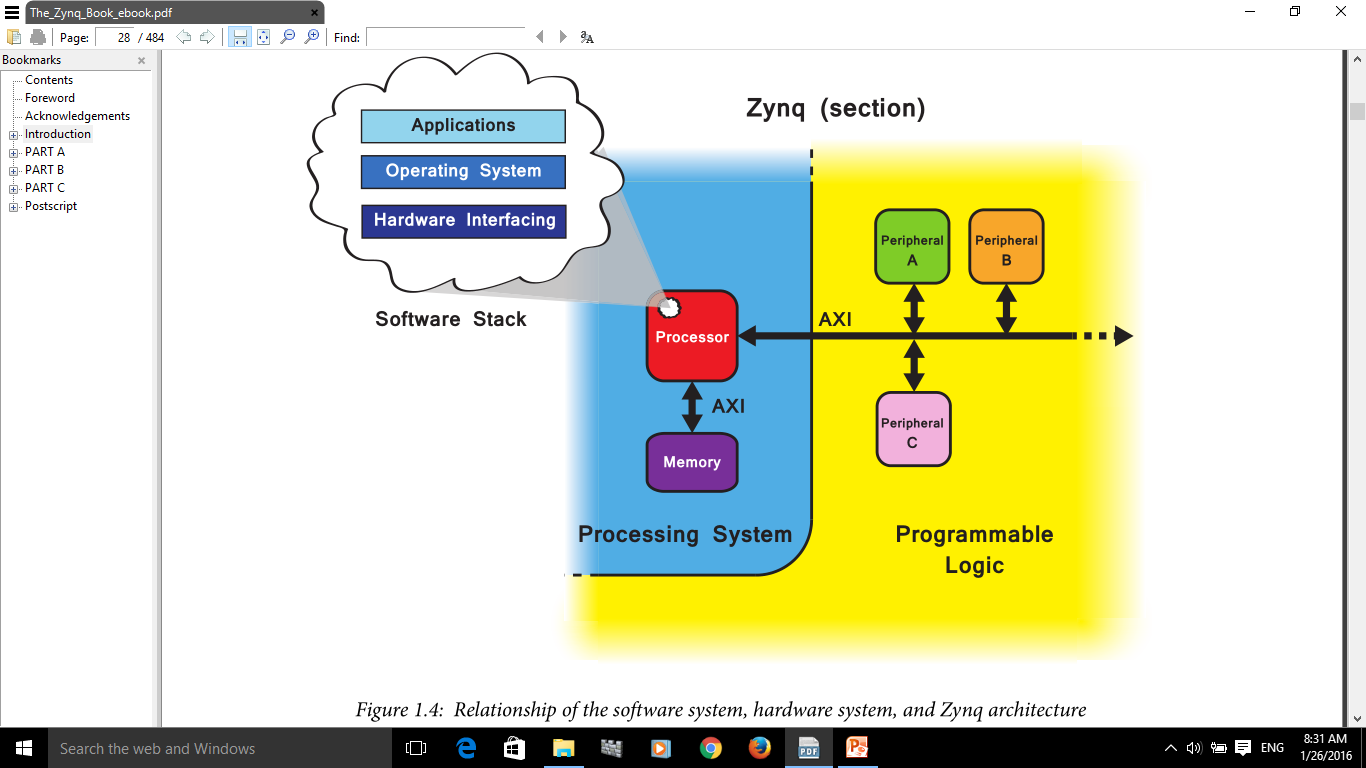 The_Zynq_Book_ebook.pdf
Page: 28 / 484 Find:
Bookmarks
Contents
Foreword
Acknowledgements
Introduction
PART A
PART B
PART C
Postscript
Zynq (section)
Applications
Operating System
Hardware Interfacing
Software Stack
Peripheral
A
Peripheral
B
AXI
Processor
AXI
Memory
Peripheral
C
Processing System
Programmable
Logic
Figure 1.4: Relationship of the software system, hardware system, and Zynq architecture
Search the web and Windows
PDF
ENG
8:31 AM
1/26/2016